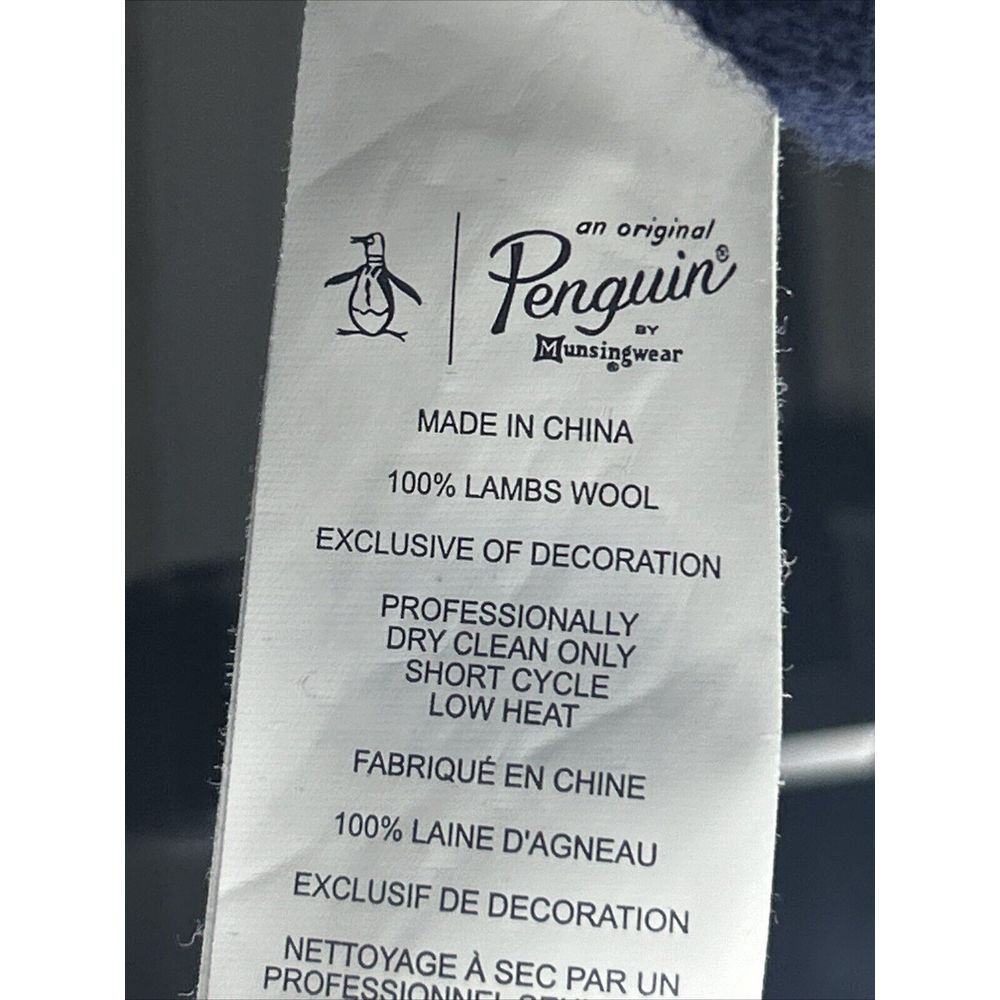 an original
Penguin®
BY
Munsingwear
®
MADE IN CHINA
100% LAMBS WOOL
EXCLUSIVE OF DECORATION
PROFESSIONALLY
DRY CLEAN ONLY
SHORT CYCLE
LOW HEAT
FABRIQUÉ EN CHINE
100% LAINE D'AGNEAU
EXCLUSIF DE DECORATION
NETTOYAGE À SEC PAR UN
PROFESSIONNEL